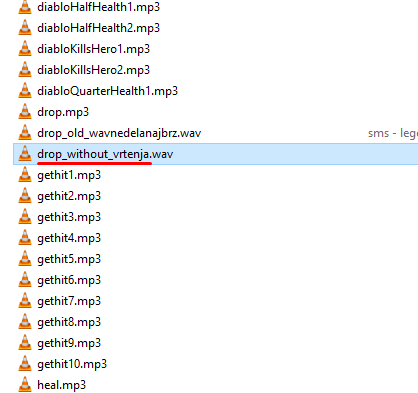 diabloHalfHealth1.mp3
diabloHalfHealth2.mp3
diabloKillsHero1.mp3
diabloKillsHero2.mp3
diabloQuarterHealth1.mp3
drop.mp3
drop_old_wavnedelanajbrz.wav sms - leg
drop_without_vrtenja.wav
gethit1.mp3
gethit2.mp3
gethit3.mp3
gethit4.mp3
gethit5.mp3
gethit6.mp3
gethit7.mp3
gethit8.mp3
gethit9.mp3
gethit10.mp3
heal.mp3